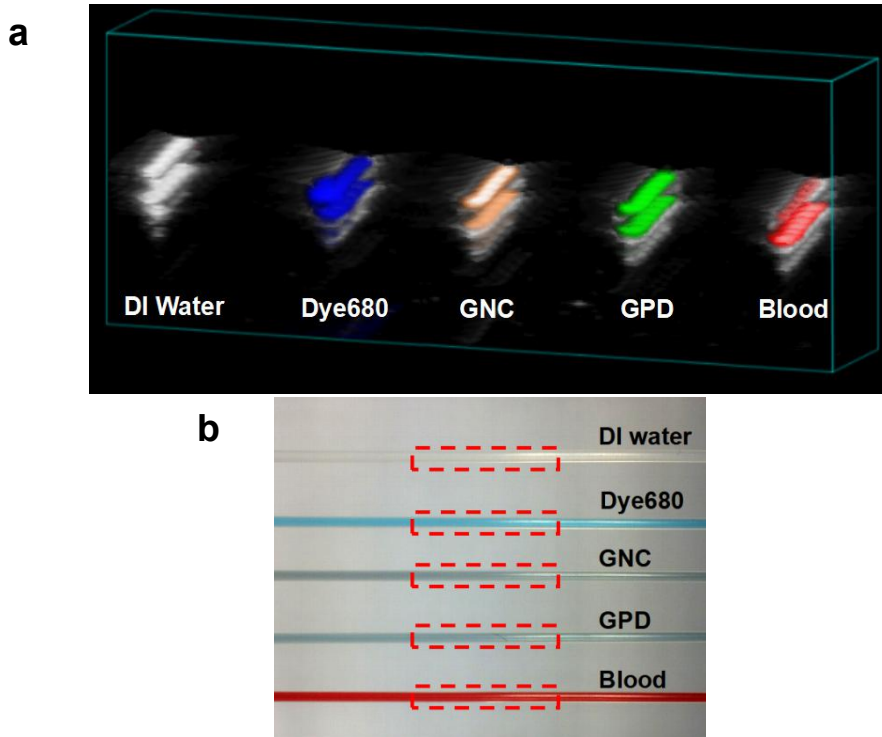 a
DI Water
Dye680
GNC
GPD
Blood
b
DI water
Dye680
GNC
GPD
Blood